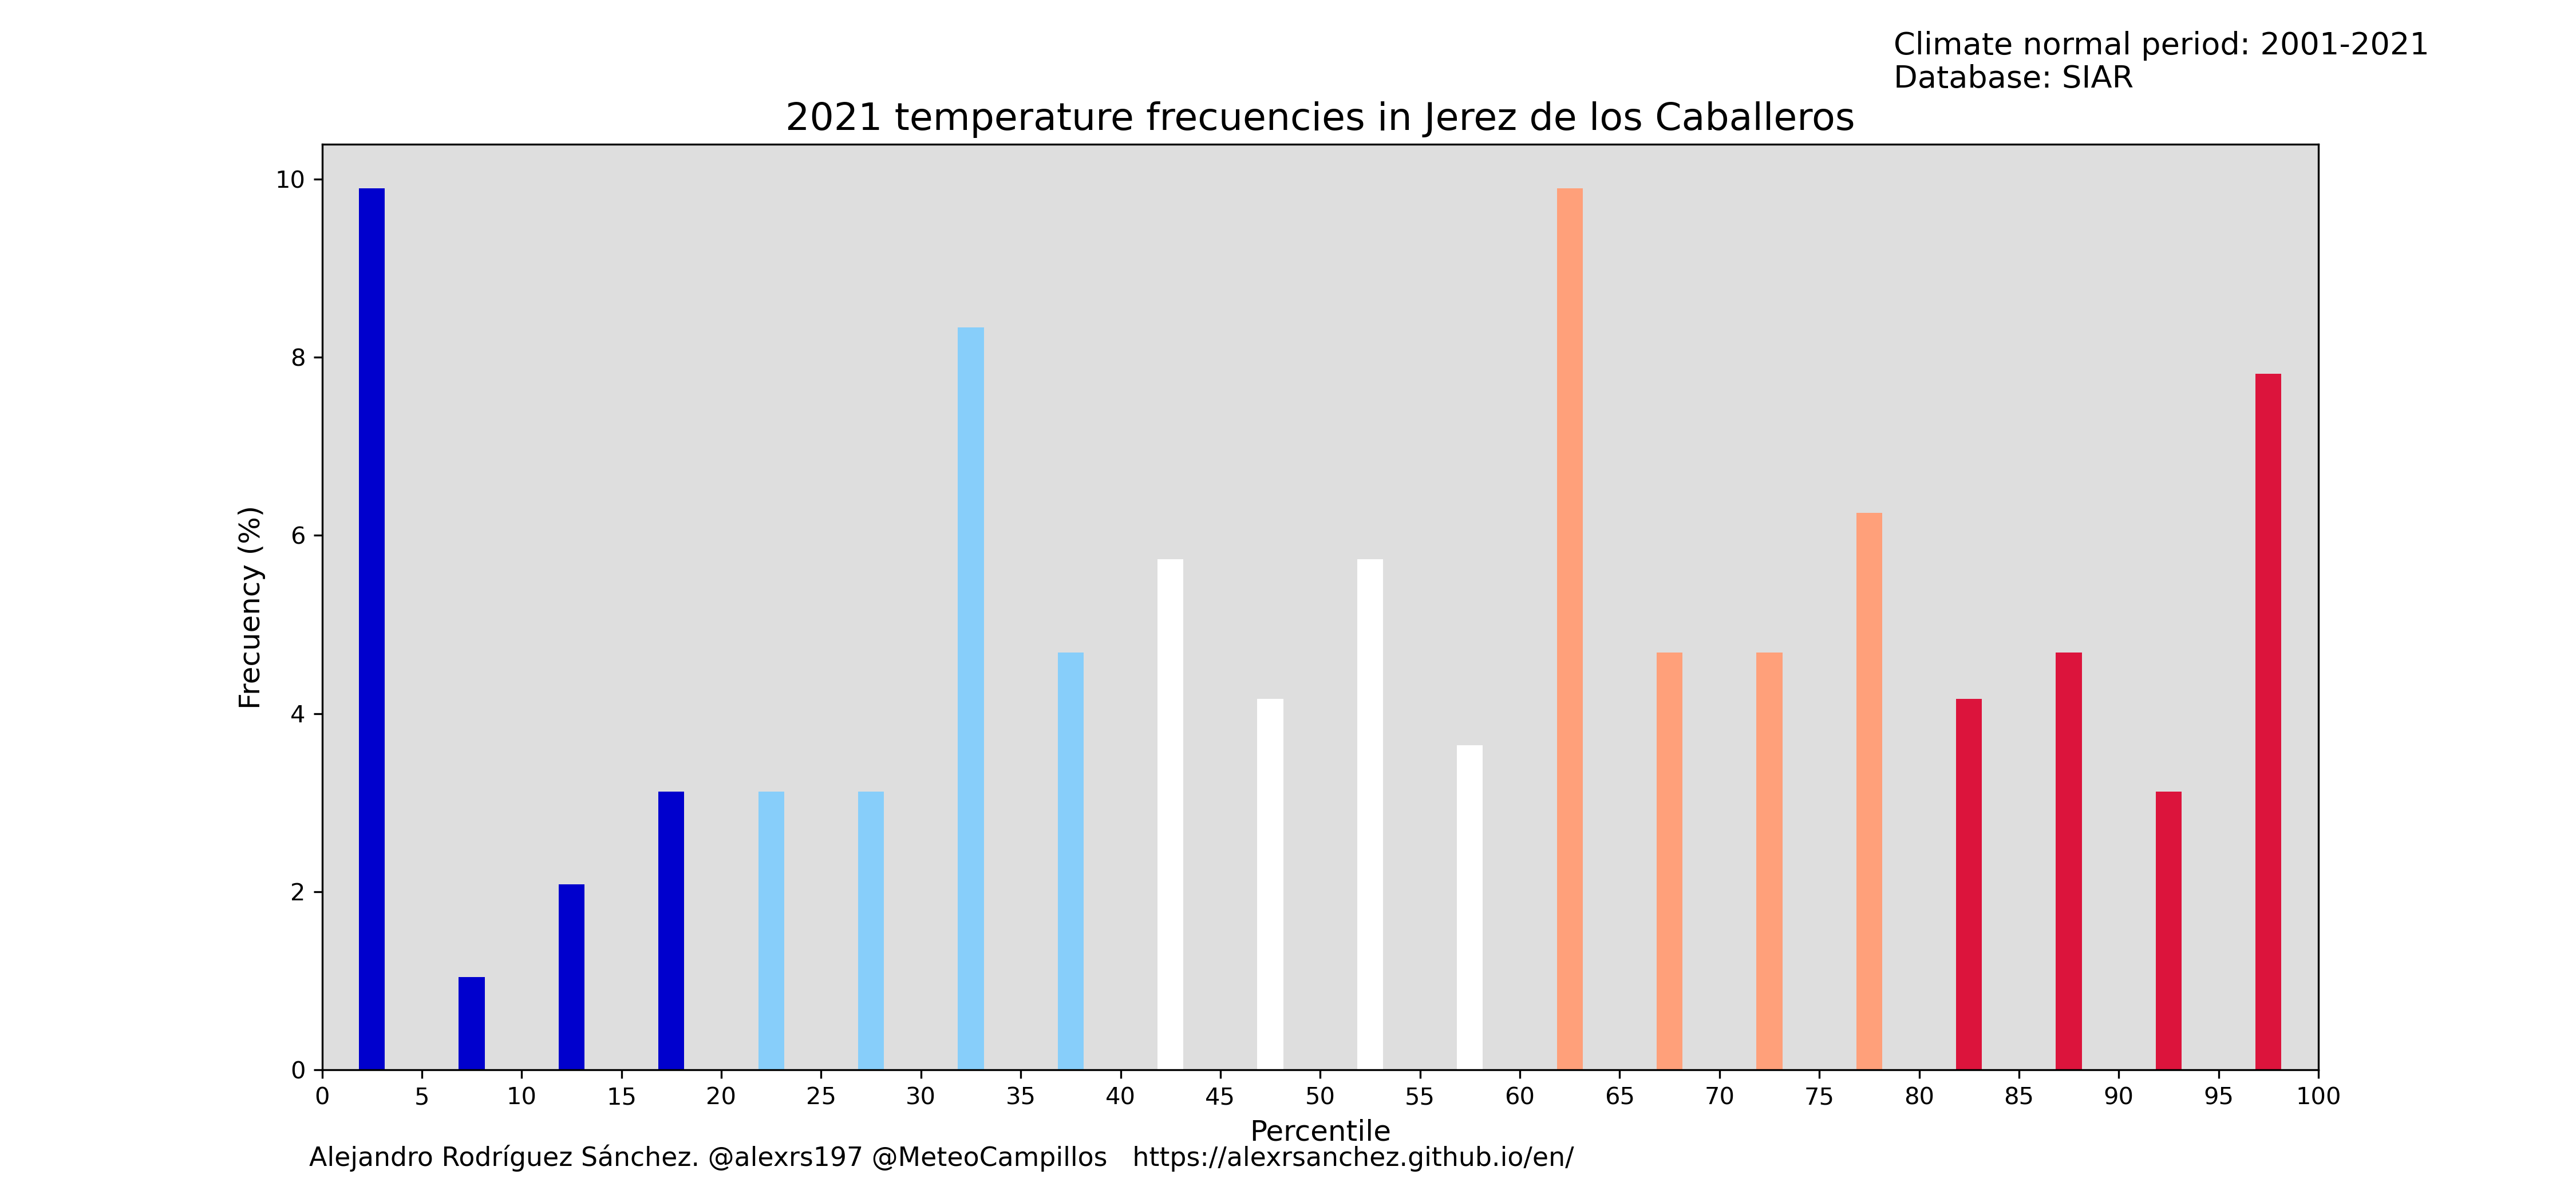 Climate normal period: 2001-2021
Database: SIAR
2021 temperature frecuencies in Jerez de los Caballeros
10
8
6
4
2
0
Frecuency (%)
0 5 10 15 20 25 30 35 40 45 50 55 60 65 70 75 80 85 90 95 100
Percentile
Alejandro Rodríguez Sánchez. @alexrs197 @MeteoCampillos https://alexrsanchez.github.io/en/